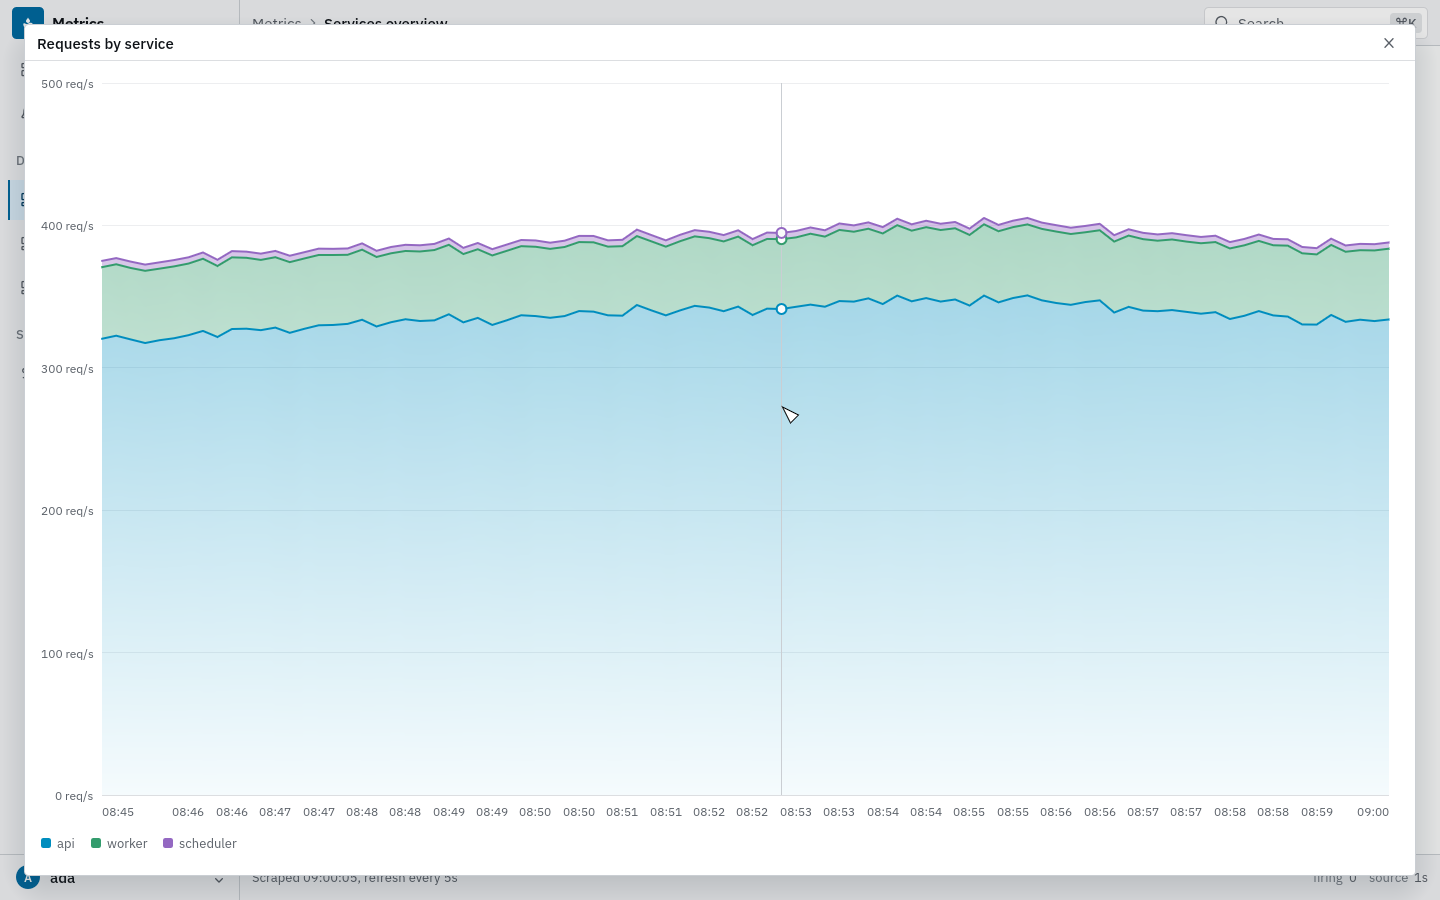 Metrics
Metrics > Services overview
Search
⌘K
Requests by service
500 req/s
400 req/s
300 req/s
200 req/s
100 req/s
0 req/s
08:45 08:46 08:46 08:47 08:47 08:48 08:48 08:49 08:49 08:50 08:50 08:51 08:51 08:52 08:52 08:53 08:53 08:54 08:54 08:55 08:55 08:56 08:56 08:57 08:57 08:58 08:58 08:59 09:00
api worker scheduler
A ada
Scraped 09:00:05, refresh every 5s
firing 0 source 1s